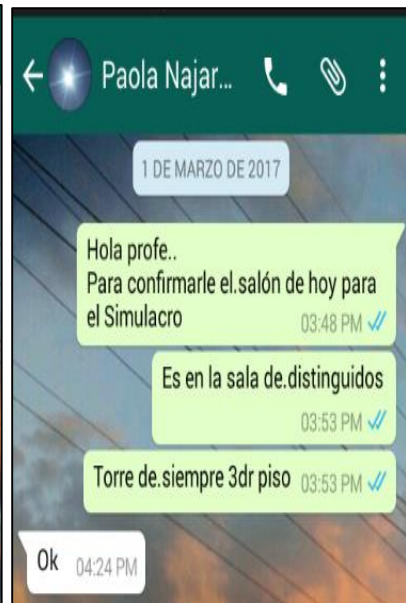 Paola Najar...
1 DE MARZO DE 2017
Hola profe..
Para confirmarle el.salón de hoy para
el Simulacro
03:48 PM
Es en la sala de.distinguidos
03:53 PM
Torre de.siempre 3dr piso 03:53 PM
Ok 04:24 PM